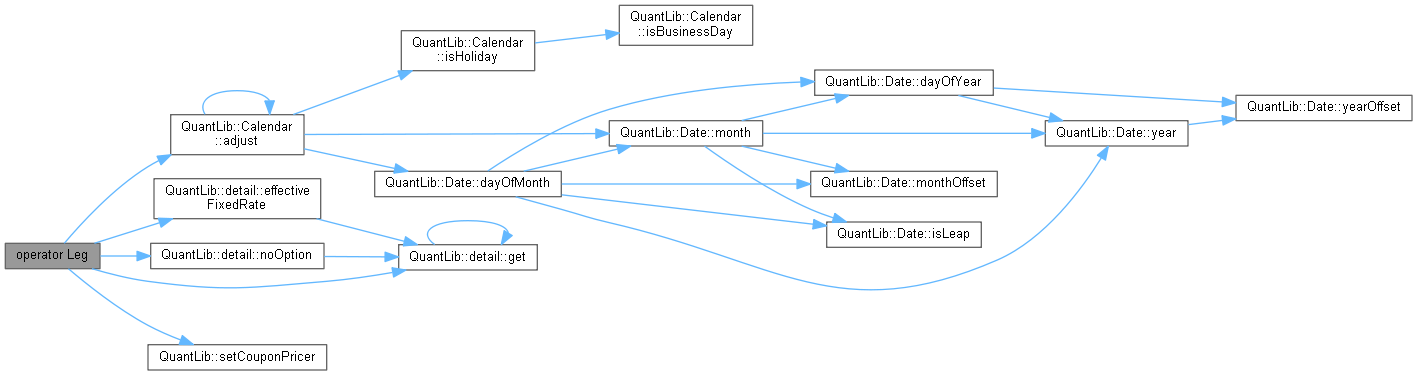 QuantLib::Calendar
::isBusinessDay
QuantLib::Calendar
::isHoliday
QuantLib::Date::dayOfYear
QuantLib::Date::yearOffset
QuantLib::Calendar
::adjust
QuantLib::Date::month
QuantLib::Date::year
QuantLib::Date::dayOfMonth
QuantLib::Date::monthOffset
QuantLib::detail::effective
FixedRate
QuantLib::Date::isLeap
operator Leg
QuantLib::detail::noOption
QuantLib::detail::get
QuantLib::setCouponPricer